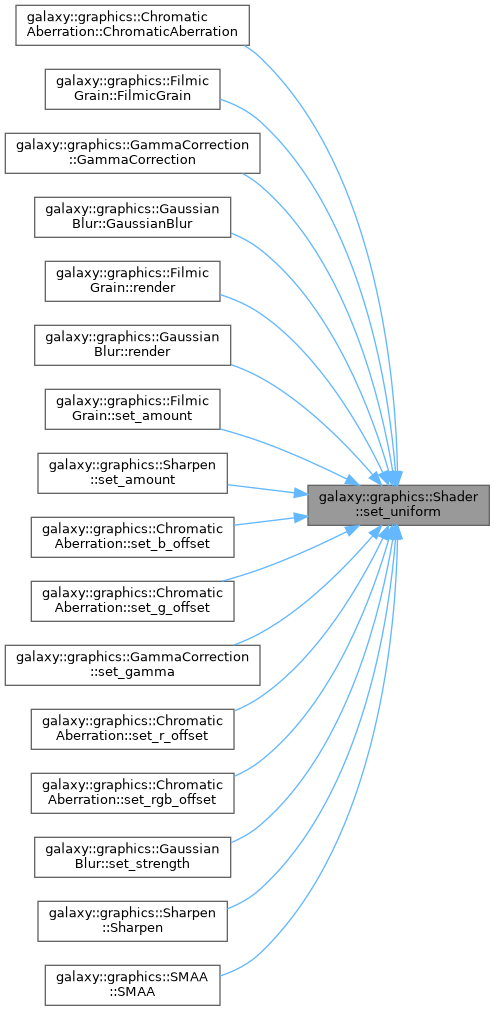 galaxy::graphics::Chromatic
Aberration::ChromaticAberration
galaxy::graphics::Filmic
Grain::FilmicGrain
galaxy::graphics::GammaCorrection
::GammaCorrection
galaxy::graphics::Gaussian
Blur::GaussianBlur
galaxy::graphics::Filmic
Grain::render
galaxy::graphics::Gaussian
Blur::render
galaxy::graphics::Filmic
Grain::set_amount
galaxy::graphics::Sharpen
::set_amount
galaxy::graphics::Shader
::set_uniform
galaxy::graphics::Chromatic
Aberration::set_b_offset
galaxy::graphics::Chromatic
Aberration::set_g_offset
galaxy::graphics::GammaCorrection
::set_gamma
galaxy::graphics::Chromatic
Aberration::set_r_offset
galaxy::graphics::Chromatic
Aberration::set_rgb_offset
galaxy::graphics::Gaussian
Blur::set_strength
galaxy::graphics::Sharpen
::Sharpen
galaxy::graphics::SMAA
::SMAA